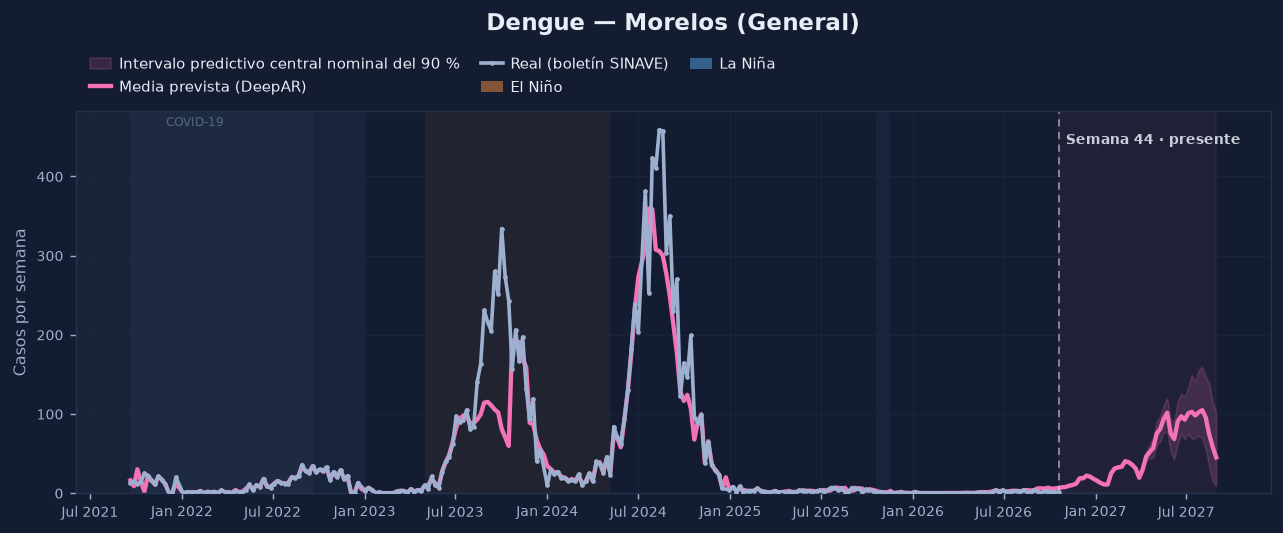 Dengue — Morelos (General)
Intervalo predictivo central nominal del 90 %
Real (boletín SINAVE)
La Niña
Media prevista (DeepAR)
El Niño
COVID-19
Semana 44 · presente
Casos por semana
400
300
200
100
0
Jul 2021
Jan 2022
Jul 2022
Jan 2023
Jul 2023
Jan 2024
Jul 2024
Jan 2025
Jul 2025
Jan 2026
Jul 2026
Jan 2027
Jul 2027